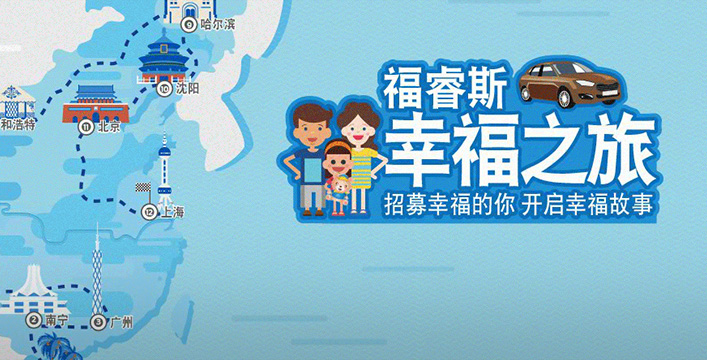 福睿斯
幸福之旅
招募幸福的你 开启幸福故事
9 哈尔滨
10 沈阳
和浩特
11 北京
12 上海
2 南宁
3 广州